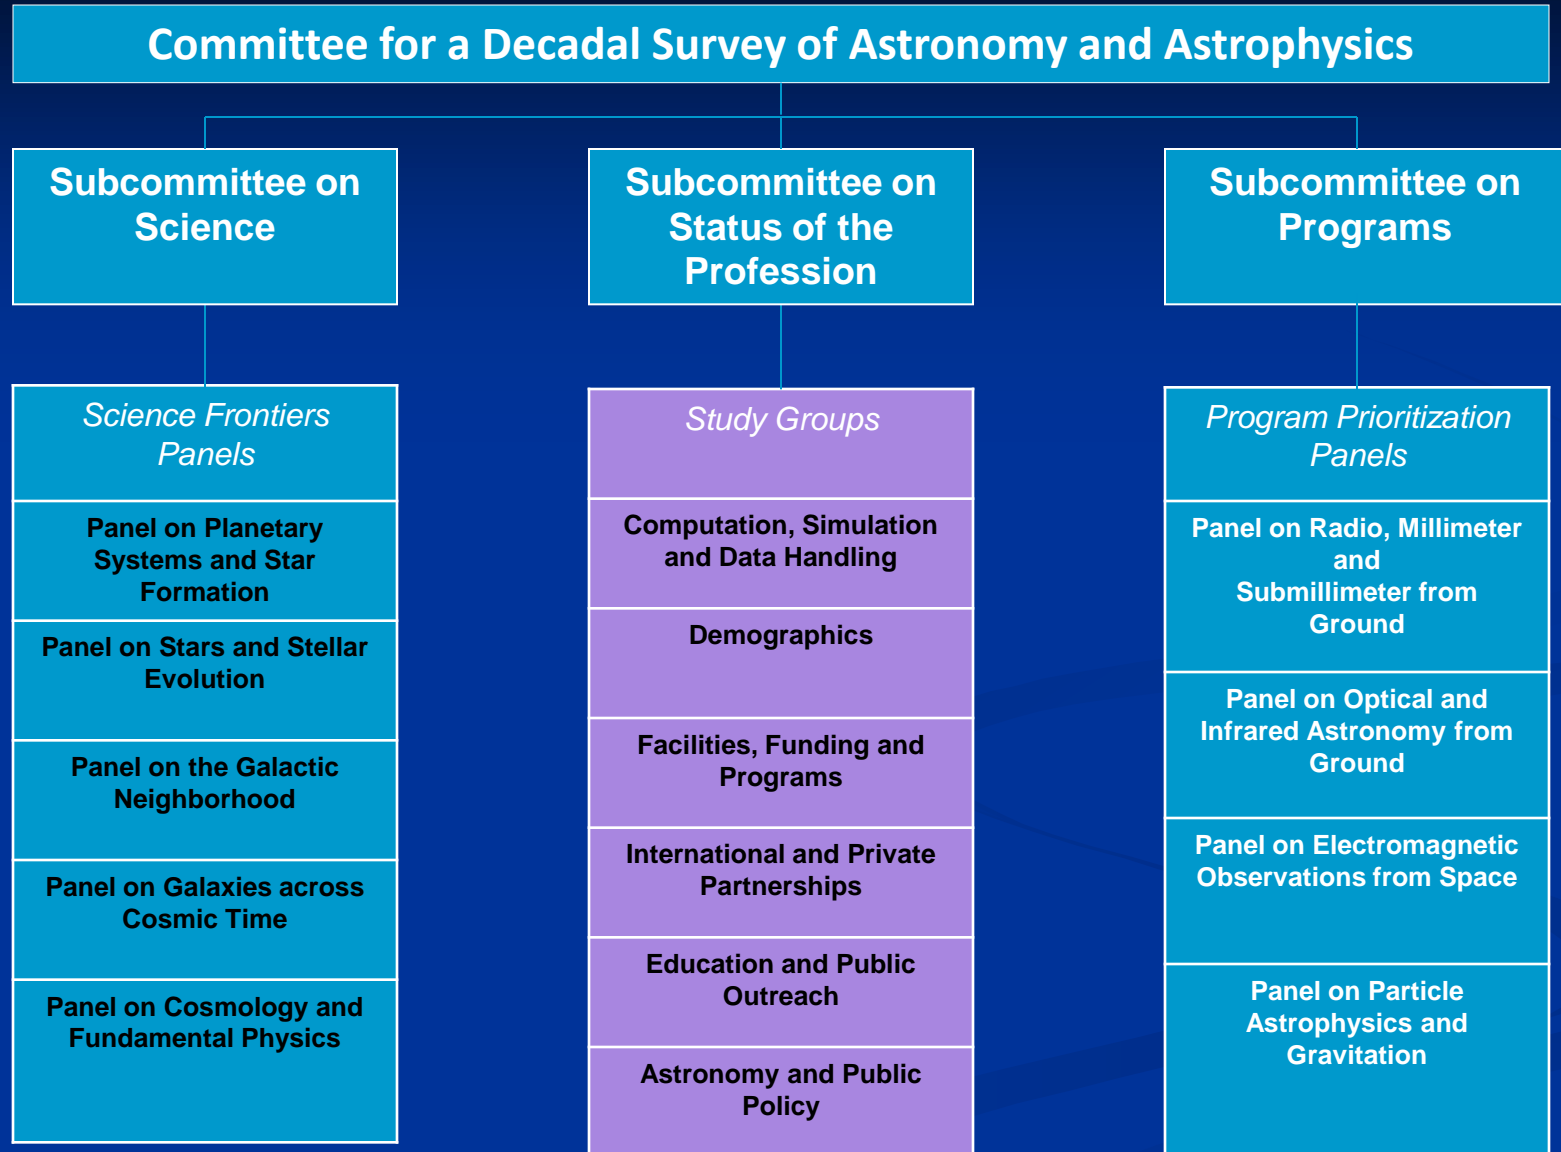 Committee for a Decadal Survey of Astronomy and Astrophysics
Subcommittee on
Science
Subcommittee on
Status of the
Profession
Subcommittee on
Programs
Science Frontiers
Panels
Panel on Planetary
Systems and Star
Formation
Panel on Stars and Stellar
Evolution
Panel on the Galactic
Neighborhood
Panel on Galaxies across
Cosmic Time
Panel on Cosmology and
Fundamental Physics
Study Groups
Computation, Simulation
and Data Handling
Demographics
Facilities, Funding and
Programs
International and Private
Partnerships
Education and Public
Outreach
Astronomy and Public
Policy
Program Prioritization
Panels
Panel on Radio, Millimeter
and
Submillimeter from
Ground
Panel on Optical and
Infrared Astronomy from
Ground
Panel on Electromagnetic
Observations from Space
Panel on Particle
Astrophysics and
Gravitation